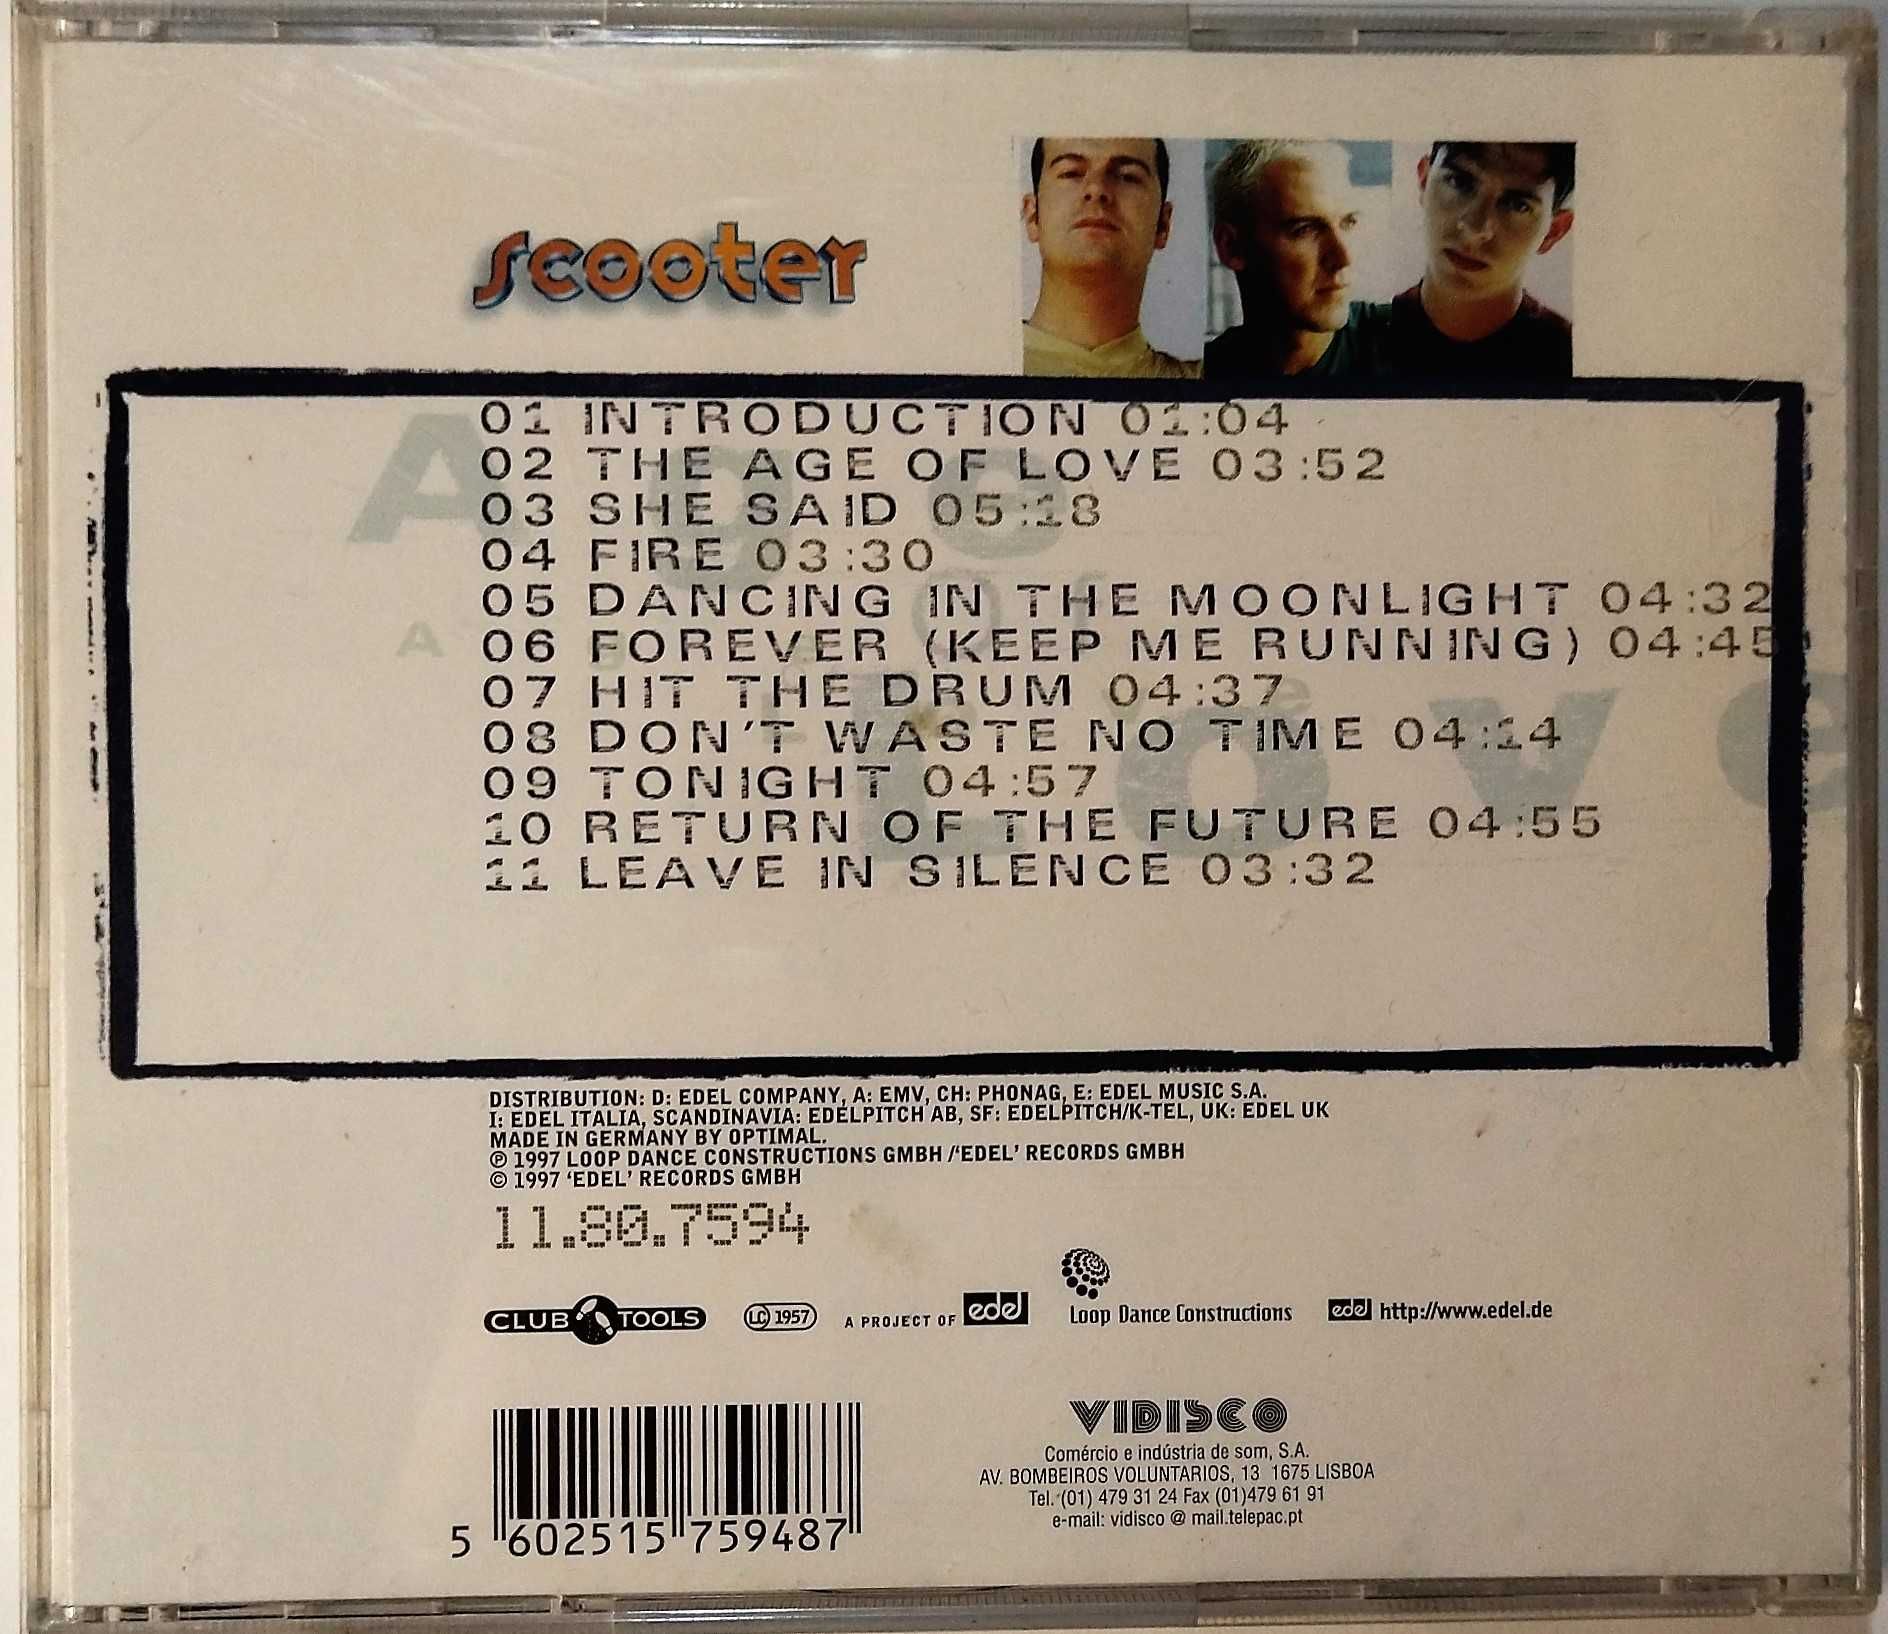 scooter
Age
of
Love
01 INTRODUCTION 01:04
02 THE AGE OF LOVE 03:52
03 SHE SAID 05:18
04 FIRE 03:30
05 DANCING IN THE MOONLIGHT 04:32
06 FOREVER (KEEP ME RUNNING) 04:45
07 HIT THE DRUM 04:37
08 DON'T WASTE NO TIME 04:14
09 TONIGHT 04:57
10 RETURN OF THE FUTURE 04:55
11 LEAVE IN SILENCE 03:32
DISTRIBUTION: D: EDEL COMPANY, A: EMV, CH: PHONAG, E: EDEL MUSIC S.A.
I: EDEL ITALIA, SCANDINAVIA: EDELPITCH AB, SF: EDELPITCH/K-TEL, UK: EDEL UK
MADE IN GERMANY BY OPTIMAL.
℗ 1997 LOOP DANCE CONSTRUCTIONS GMBH /'EDEL' RECORDS GMBH
© 1997 'EDEL' RECORDS GMBH
11.80.7594
CLUB TOOLS LC 1957 A PROJECT OF edel Loop Dance Constructions edel http://www.edel.de
VIDISCO
Comércio e indústria de som, S.A.
AV. BOMBEIROS VOLUNTARIOS, 13 1675 LISBOA
Tel. (01) 479 31 24 Fax (01)479 61 91
e-mail: vidisco @ mail.telepac.pt
5 602515 759487